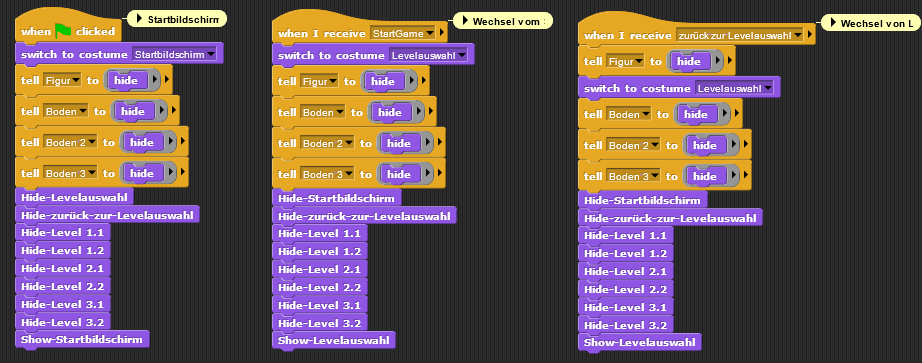 when clicked
Startbildschirm
switch to costume Startbildschirm
tell Figur to hide
tell Boden to hide
tell Boden 2 to hide
tell Boden 3 to hide
Hide-Levelauswahl
Hide-zurück-zur-Levelauswahl
Hide-Level 1.1
Hide-Level 1.2
Hide-Level 2.1
Hide-Level 2.2
Hide-Level 3.1
Hide-Level 3.2
Show-Startbildschirm
when I receive StartGame
Wechsel vom
switch to costume Levelauswahl
tell Figur to hide
tell Boden to hide
tell Boden 2 to hide
tell Boden 3 to hide
Hide-Startbildschirm
Hide-zurück-zur-Levelauswahl
Hide-Level 1.1
Hide-Level 1.2
Hide-Level 2.1
Hide-Level 2.2
Hide-Level 3.1
Hide-Level 3.2
Show-Levelauswahl
when I receive zurückzur Levelauswahl
Wechsel von L
tell Figur to hide
switch to costume Levelauswahl
tell Boden to hide
tell Boden 2 to hide
tell Boden 3 to hide
Hide-Startbildschirm
Hide-zurück-zur-Levelauswahl
Hide-Level 1.1
Hide-Level 1.2
Hide-Level 2.1
Hide-Level 2.2
Hide-Level 3.1
Hide-Level 3.2
Show-Levelauswahl